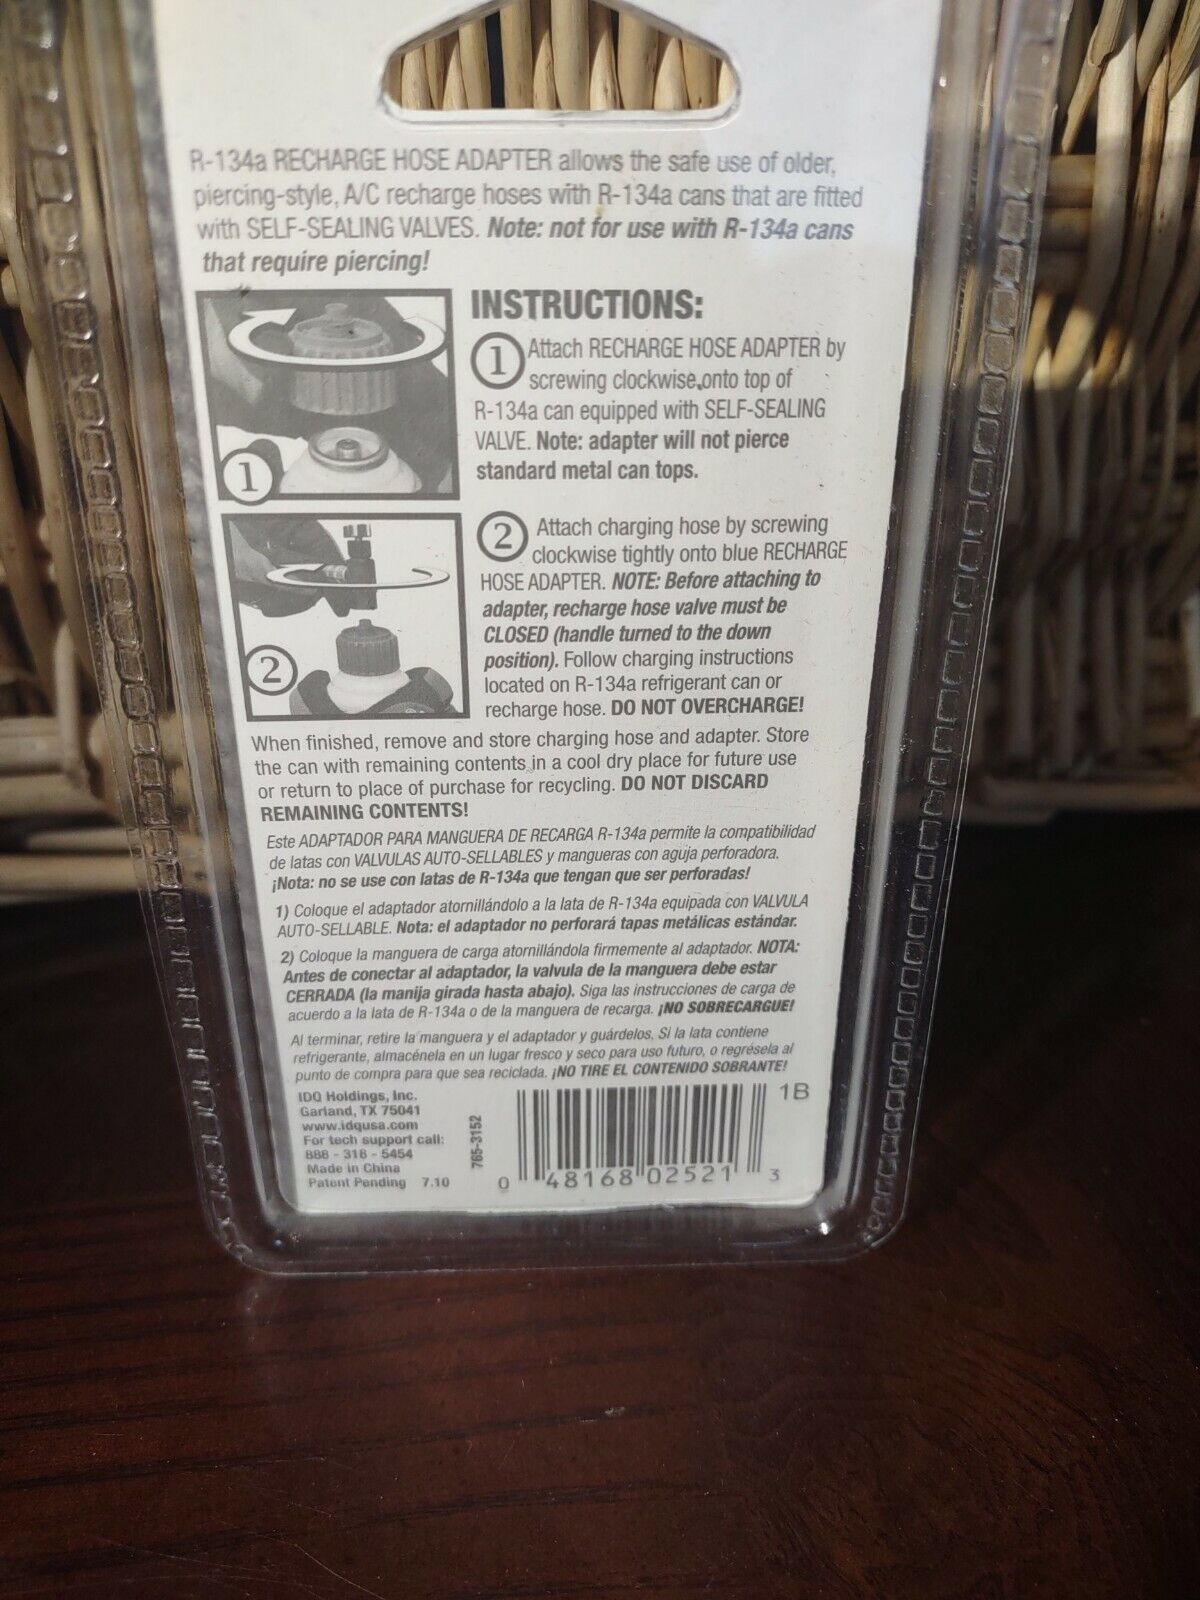 R-134a RECHARGE HOSE ADAPTER allows the safe use of older,
piercing-style, A/C recharge hoses with R-134a cans that are fitted
with SELF-SEALING VALVES. Note: not for use with R-134a cans
that require piercing!
INSTRUCTIONS:
1 Attach RECHARGE HOSE ADAPTER by
screwing clockwise onto top of
R-134a can equipped with SELF-SEALING
VALVE. Note: adapter will not pierce
standard metal can tops.
1
2 Attach charging hose by screwing
clockwise tightly onto blue RECHARGE
HOSE ADAPTER. NOTE: Before attaching to
adapter, recharge hose valve must be
CLOSED (handle turned to the down
position). Follow charging instructions
located on R-134a refrigerant can or
recharge hose. DO NOT OVERCHARGE!
2
When finished, remove and store charging hose and adapter. Store
the can with remaining contents in a cool dry place for future use
or return to place of purchase for recycling. DO NOT DISCARD
REMAINING CONTENTS!
Este ADAPTADOR PARA MANGUERA DE RECARGA R-134a permite la compatibilidad
de latas con VALVULAS AUTO-SELLABLES y mangueras con aguja perforadora.
¡Nota: no se use con latas de R-134a que tengan que ser perforadas!
1) Coloque el adaptador atornillándolo a la lata de R-134a equipada con VALVULA
AUTO-SELLABLE. Nota: el adaptador no perforará tapas metálicas estándar.
2) Coloque la manguera de carga atornillándola firmemente al adaptador. NOTA:
Antes de conectar al adaptador, la valvula de la manguera debe estar
CERRADA (la manija girada hasta abajo). Siga las instrucciones de carga de
acuerdo a la lata de R-134a o de la manguera de recarga. ¡NO SOBRECARGUE!
Al terminar, retire la manguera y el adaptador y guárdelos. Si la lata contiene
refrigerante, almacénela en un lugar fresco y seco para uso futuro, o regrésela al
punto de compra para que sea reciclada. ¡NO TIRE EL CONTENIDO SOBRANTE!
IDQ Holdings, Inc.
Garland, TX 75041
www.idqusa.com
For tech support call:
888 - 318 - 5454
Made in China
Patent Pending 7.10
765-3152
0 48168 02521 3
1B